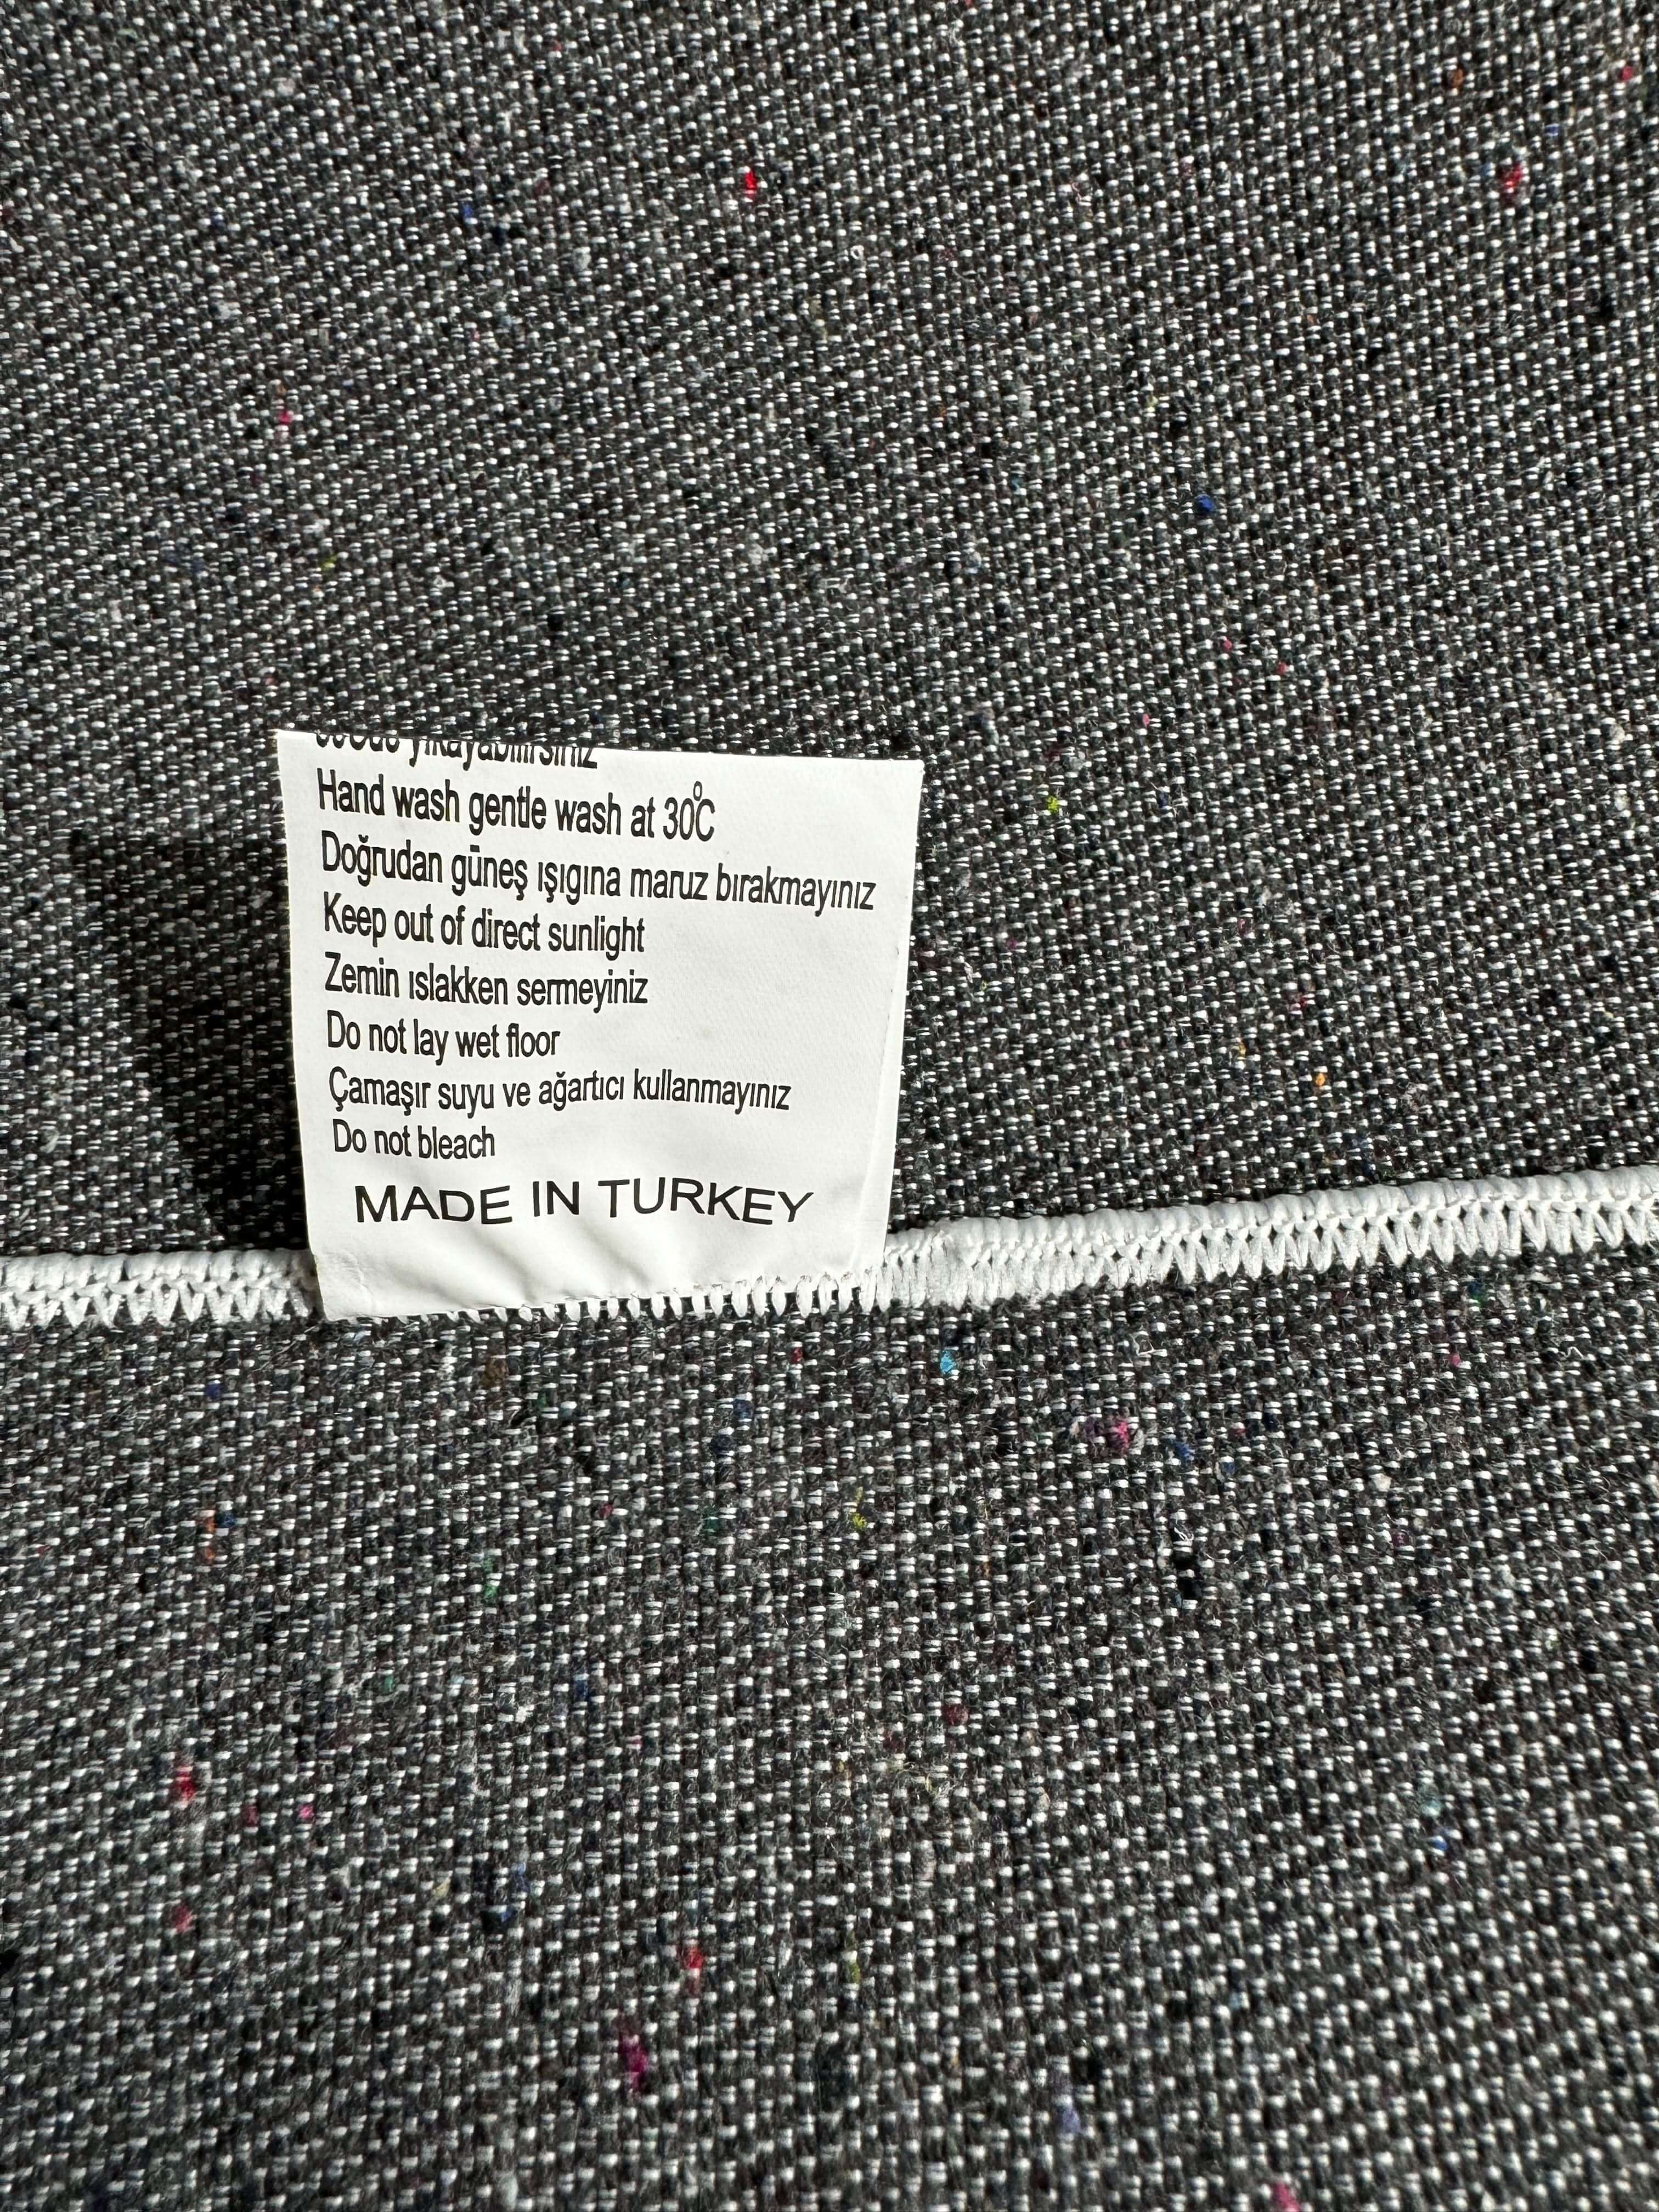 yıkayabilirsiniz
Hand wash gentle wash at 30°C
Doğrudan güneş ışıgına maruz bırakmayınız
Keep out of direct sunlight
Zemin ıslakken sermeyiniz
Do not lay wet floor
Çamaşır suyu ve ağartıcı kullanmayınız
Do not bleach
MADE IN TURKEY